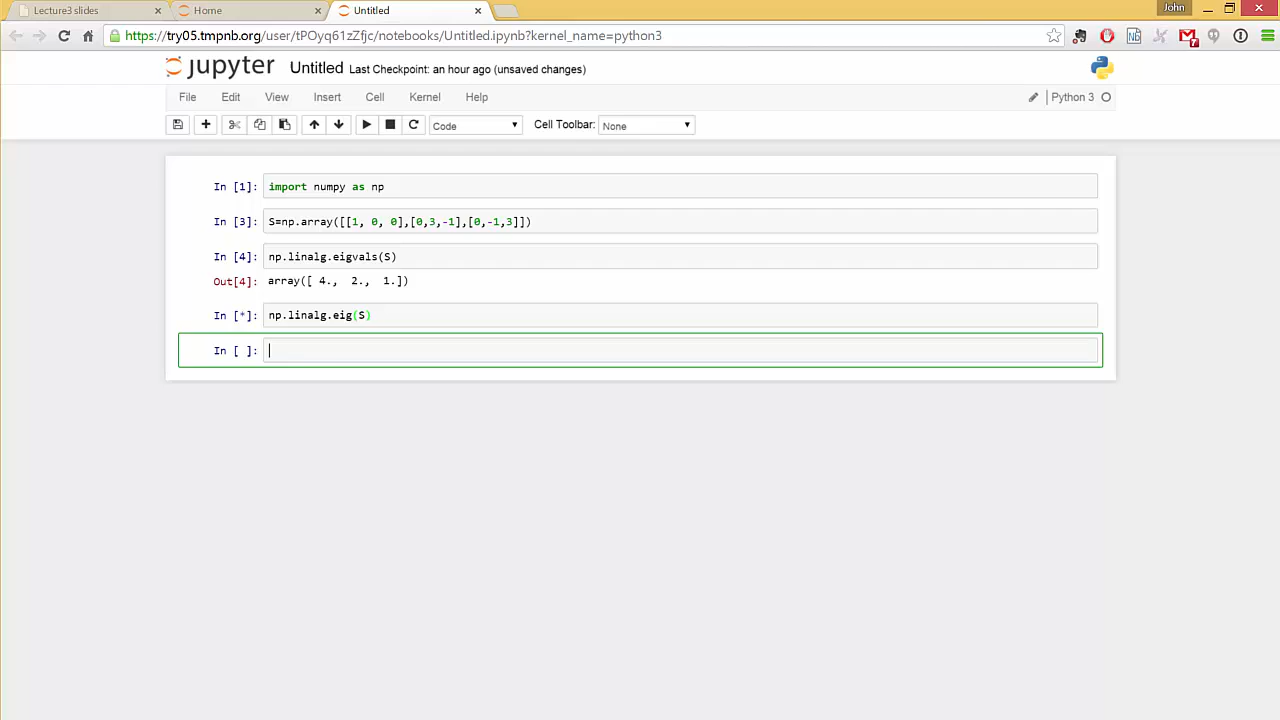 Lecture3 slides
Home
Untitled
John
https://try05.tmpnb.org/user/tPOyq61zZfjc/notebooks/Untitled.ipynb?kernel_name=python3
Nb
7
jupyter Untitled Last Checkpoint: an hour ago (unsaved changes)
File Edit View Insert Cell Kernel Help
Python 3
Code
Cell Toolbar: None
In [1]: import numpy as np
In [3]: S=np.array([[1, 0, 0],[0,3,-1],[0,-1,3]])
In [4]: np.linalg.eigvals(S)
Out[4]: array([ 4., 2., 1.])
In [*]: np.linalg.eig(S)
In [ ]: